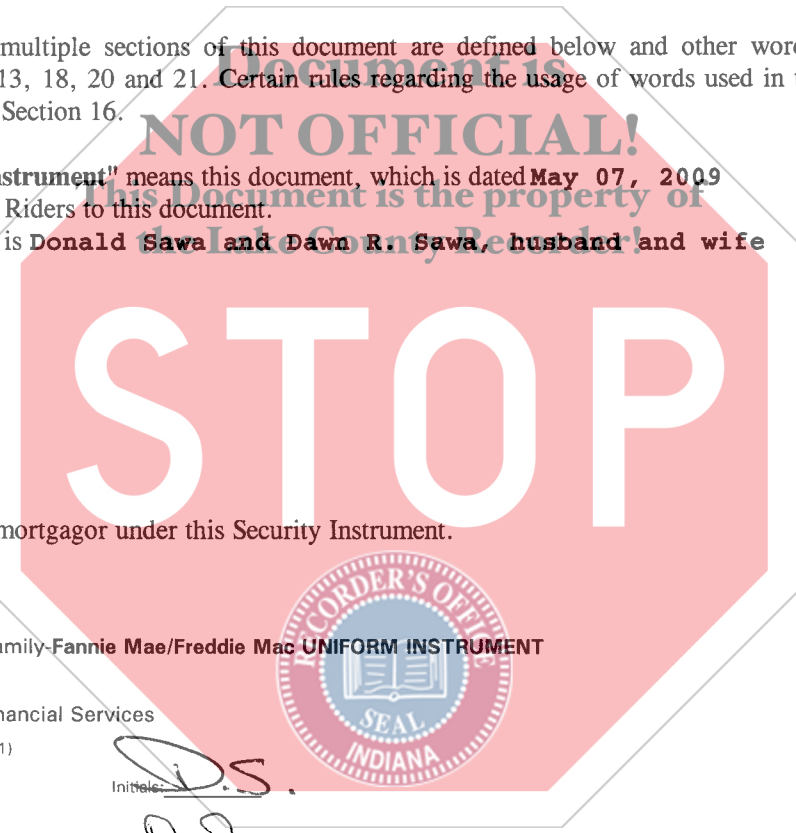 multiple sections of this document are defined below and other wor
Document is
13, 18, 20 and 21. Certain rules regarding the usage of words used in
Section 16.
NOT OFFICIAL!
strument" means this document, which is dated May 07, 2009
This Document is the property of
Riders to this document.
is Donald Sawa and Dawn R. Sawa, husband and wife
the Lake County Recorder!
STOP
mortgagor under this Security Instrument.
RECORDER'S OFFICE
SEAL
INDIANA
amily-Fannie Mae/Freddie Mac UNIFORM INSTRUMENT
nancial Services
1)
Initials: D.S.